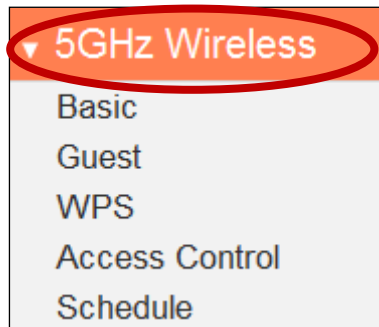 5GHz Wireless
Basic
Guest
WPS
Access Control
Schedule